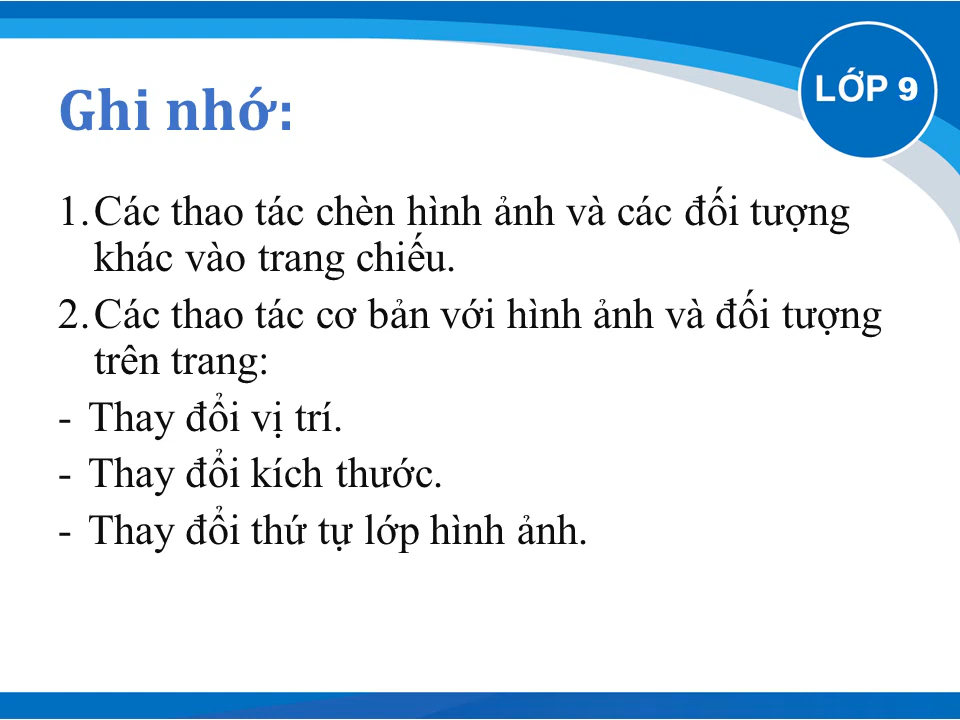 LỚP 9
Ghi nhớ:
1. Các thao tác chèn hình ảnh và các đối tượng
khác vào trang chiếu.
2. Các thao tác cơ bản với hình ảnh và đối tượng
trên trang:
- Thay đổi vị trí.
- Thay đổi kích thước.
- Thay đổi thứ tự lớp hình ảnh.